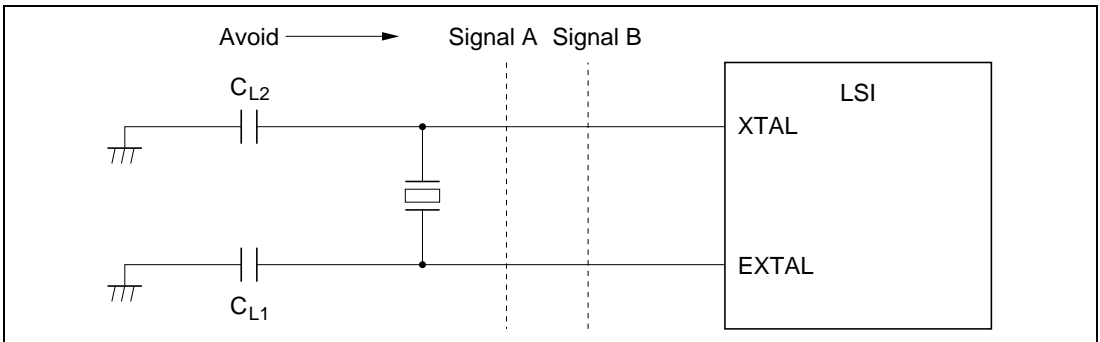 Avoid
Signal A Signal B
CL2
LSI
XTAL
EXTAL
CL1